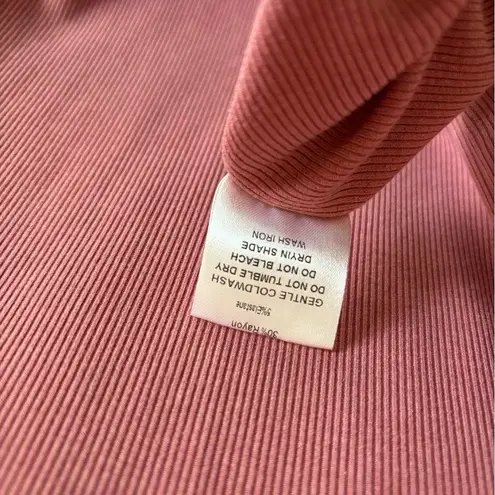 30% Rayon
5%Elastane
GENTLE COLDWASH
DO NOT TUMBLE DRY
DO NOT BLEACH
DRYIN SHADE
WASH IRON